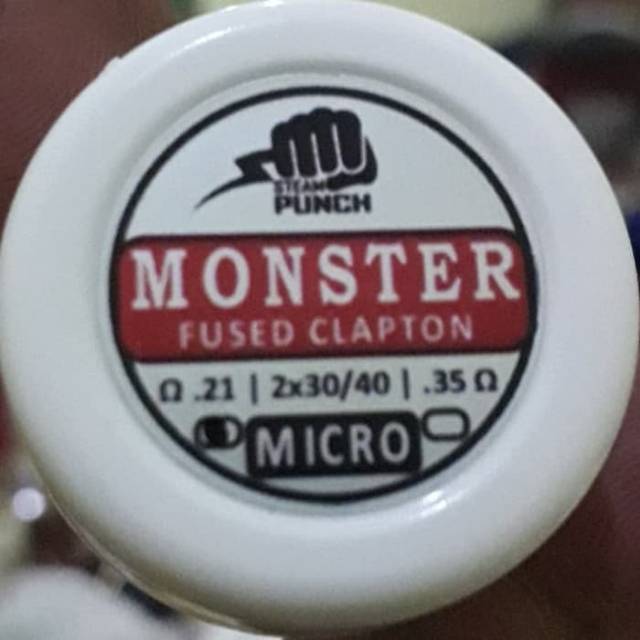 STEAM
PUNCH
MONSTER
FUSED CLAPTON
Ω .21 | 2x30/40 | .35 Ω
MICRO